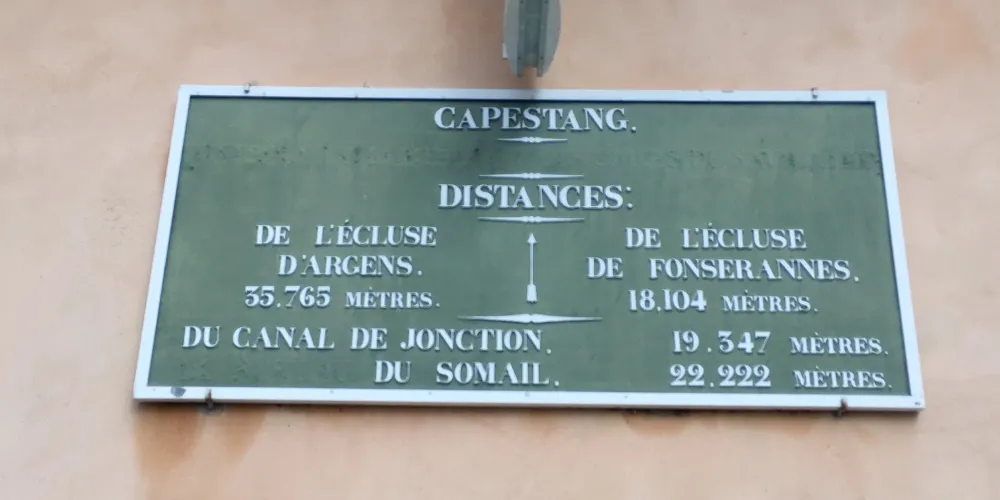 CAPESTANG.
DISTANCES:
DE L'ÉCLUSE
D'ARGENS.
35.765 MÈTRES.
DE L'ÉCLUSE
DE FONSERANNES.
18,104 MÈTRES.
DU CANAL DE JONCTION. 19.347 MÈTRES.
DU SOMAIL. 22.222 MÈTRES.